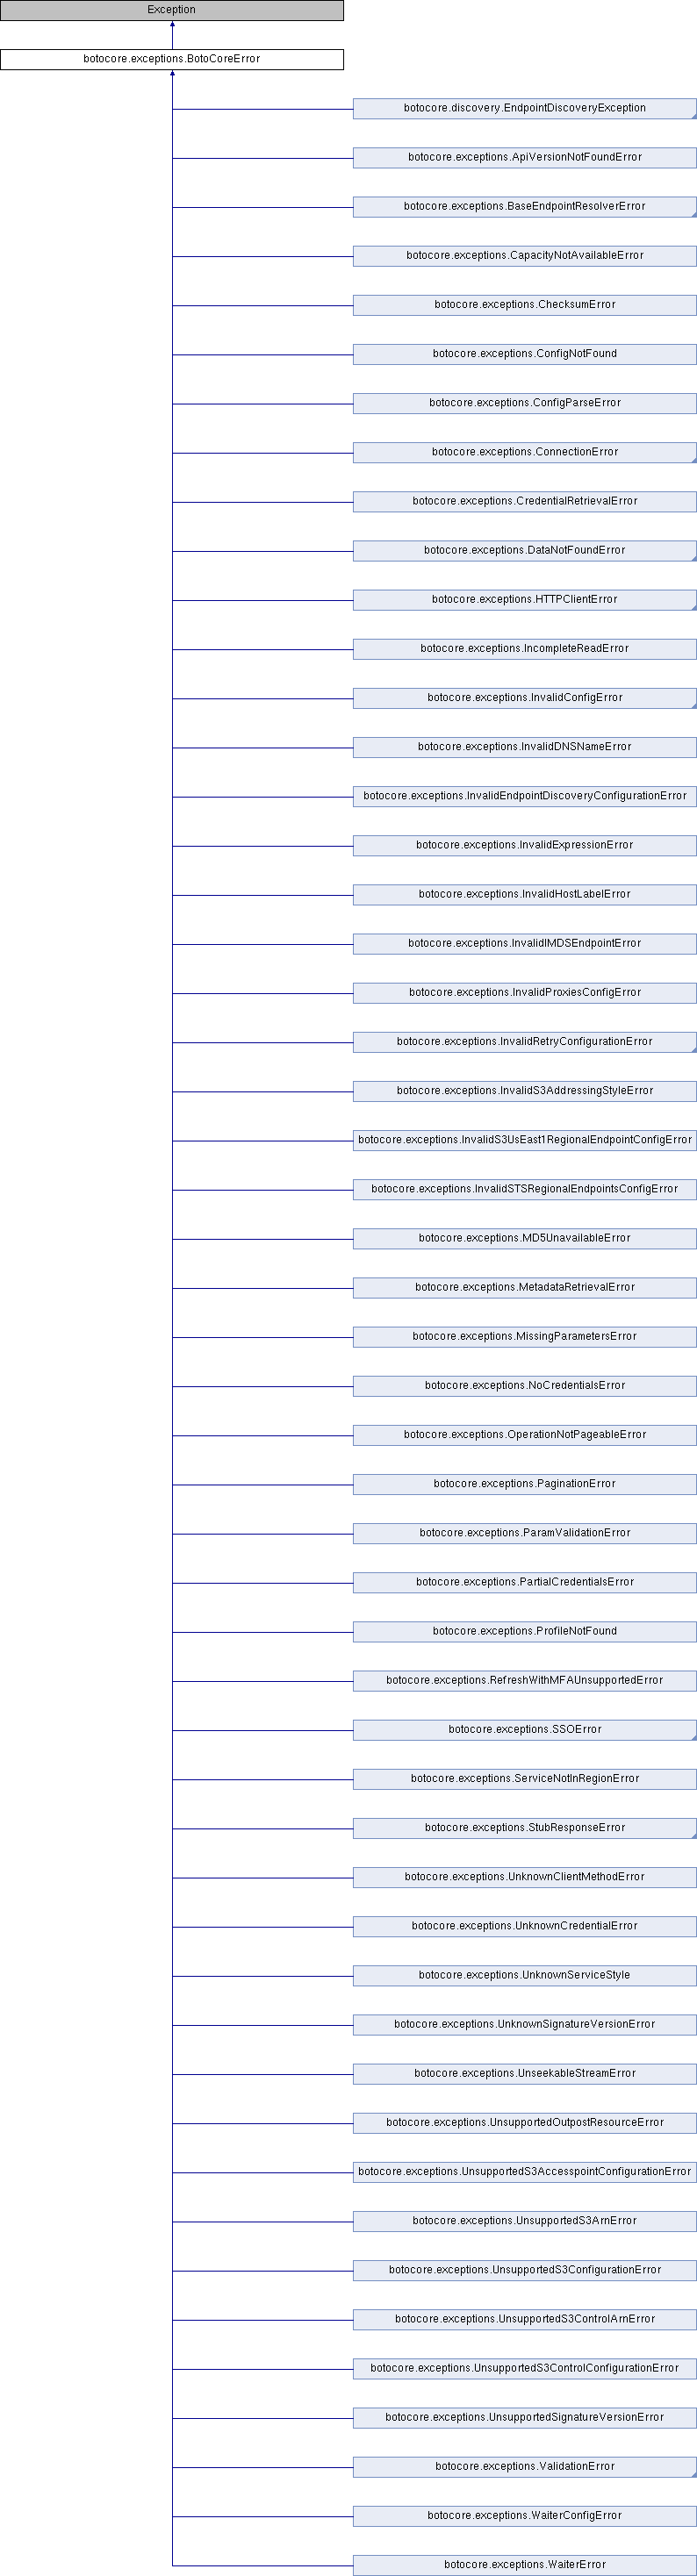 Exception
botocore.exceptions.BotoCoreError
botocore.discovery.EndpointDiscoveryException
botocore.exceptions.ApiVersionNotFoundError
botocore.exceptions.BaseEndpointResolverError
botocore.exceptions.CapacityNotAvailableError
botocore.exceptions.ChecksumError
botocore.exceptions.ConfigNotFound
botocore.exceptions.ConfigParseError
botocore.exceptions.ConnectionError
botocore.exceptions.CredentialRetrievalError
botocore.exceptions.DataNotFoundError
botocore.exceptions.HTTPClientError
botocore.exceptions.IncompleteReadError
botocore.exceptions.InvalidConfigError
botocore.exceptions.InvalidDNSNameError
botocore.exceptions.InvalidEndpointDiscoveryConfigurationError
botocore.exceptions.InvalidExpressionError
botocore.exceptions.InvalidHostLabelError
botocore.exceptions.InvalidIMDSEndpointError
botocore.exceptions.InvalidProxiesConfigError
botocore.exceptions.InvalidRetryConfigurationError
botocore.exceptions.InvalidS3AddressingStyleError
botocore.exceptions.InvalidS3UsEast1RegionalEndpointConfigError
botocore.exceptions.InvalidSTSRegionalEndpointsConfigError
botocore.exceptions.MD5UnavailableError
botocore.exceptions.MetadataRetrievalError
botocore.exceptions.MissingParametersError
botocore.exceptions.NoCredentialsError
botocore.exceptions.OperationNotPageableError
botocore.exceptions.PaginationError
botocore.exceptions.ParamValidationError
botocore.exceptions.PartialCredentialsError
botocore.exceptions.ProfileNotFound
botocore.exceptions.RefreshWithMFAUnsupportedError
botocore.exceptions.SSOError
botocore.exceptions.ServiceNotInRegionError
botocore.exceptions.StubResponseError
botocore.exceptions.UnknownClientMethodError
botocore.exceptions.UnknownCredentialError
botocore.exceptions.UnknownServiceStyle
botocore.exceptions.UnknownSignatureVersionError
botocore.exceptions.UnseekableStreamError
botocore.exceptions.UnsupportedOutpostResourceError
botocore.exceptions.UnsupportedS3AccesspointConfigurationError
botocore.exceptions.UnsupportedS3ArnError
botocore.exceptions.UnsupportedS3ConfigurationError
botocore.exceptions.UnsupportedS3ControlArnError
botocore.exceptions.UnsupportedS3ControlConfigurationError
botocore.exceptions.UnsupportedSignatureVersionError
botocore.exceptions.ValidationError
botocore.exceptions.WaiterConfigError
botocore.exceptions.WaiterError